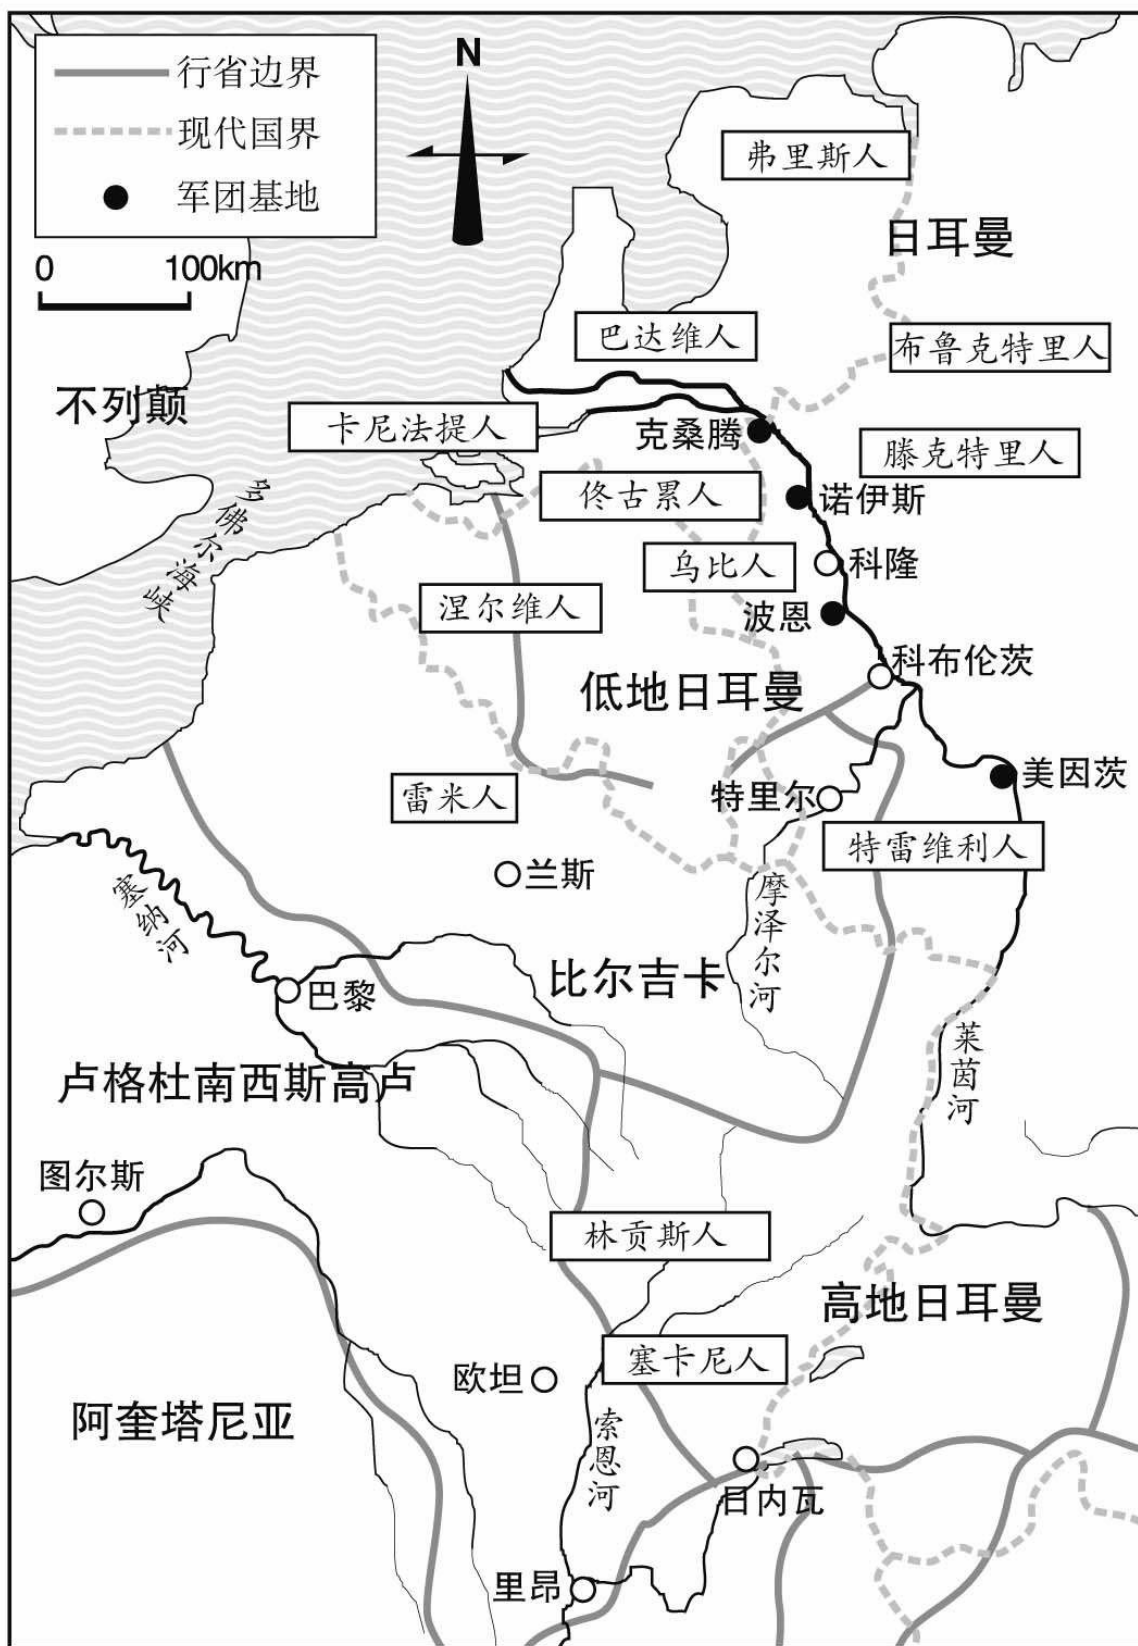 行省边界
现代国界
军团基地
N
0
100km
弗里斯人
日耳曼
巴达维人
布鲁克特里人
不列颠
卡尼法提人
克桑腾
滕克特里人
佟古累人
诺伊斯
多佛尔海峡
乌比人
科隆
涅尔维人
波恩
科布伦茨
低地日耳曼
雷米人
特里尔
美因茨
特雷维利人
兰斯
塞纳河
摩泽尔河
比尔吉卡
巴黎
莱茵河
卢格杜南西斯高卢
图尔斯
林贡斯人
高地日耳曼
塞卡尼人
欧坦
阿奎塔尼亚
索恩河
日内瓦
里昂